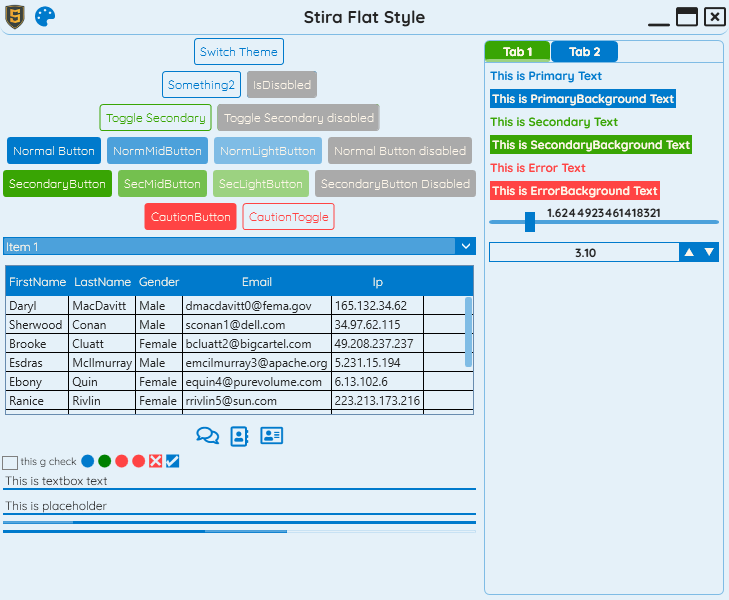 Stira Flat Style
Switch Theme
Something2 IsDisabled
Toggle Secondary Toggle Secondary disabled
Normal Button NormMidButton NormLightButton Normal Button disabled
SecondaryButton SecMidButton SecLightButton SecondaryButton Disabled
CautionButton CautionToggle
Item 1
FirstName LastName Gender Email Ip
Daryl MacDavitt Male dmacdavitt0@fema.gov 165.132.34.62
Sherwood Conan Male sconan1@dell.com 34.97.62.115
Brooke Cluatt Female bcluatt2@bigcartel.com 49.208.237.237
Esdras McIlmurray Male emcilmurray3@apache.org 5.231.15.194
Ebony Quin Female equin4@purevolume.com 6.13.102.6
Ranice Rivlin Female rrivlin5@sun.com 223.213.173.216
this g check
This is textbox text
This is placeholder
Tab 1 Tab 2
This is Primary Text
This is PrimaryBackground Text
This is Secondary Text
This is SecondaryBackground Text
This is Error Text
This is ErrorBackground Text
1.6244923461418321
3.10